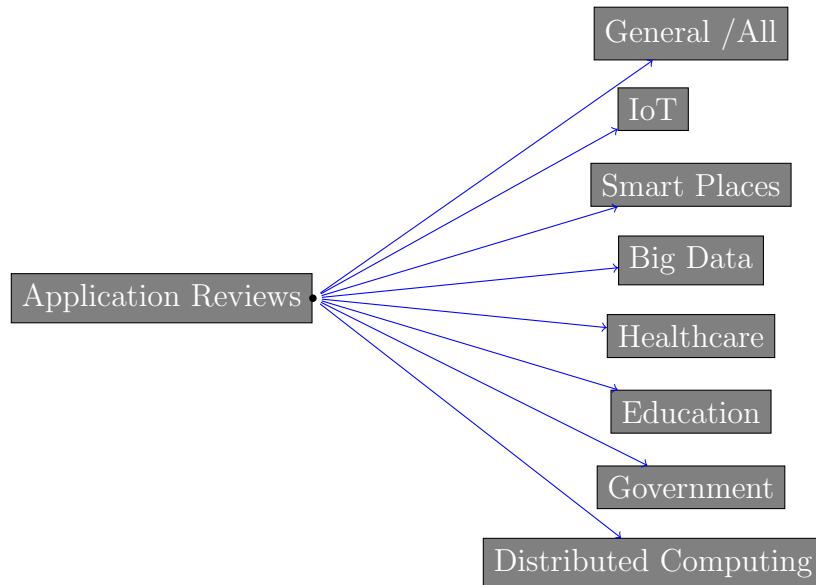 General /All
IoT
Smart Places
Big Data
Application Reviews
Healthcare
Education
Government
Distributed Computing